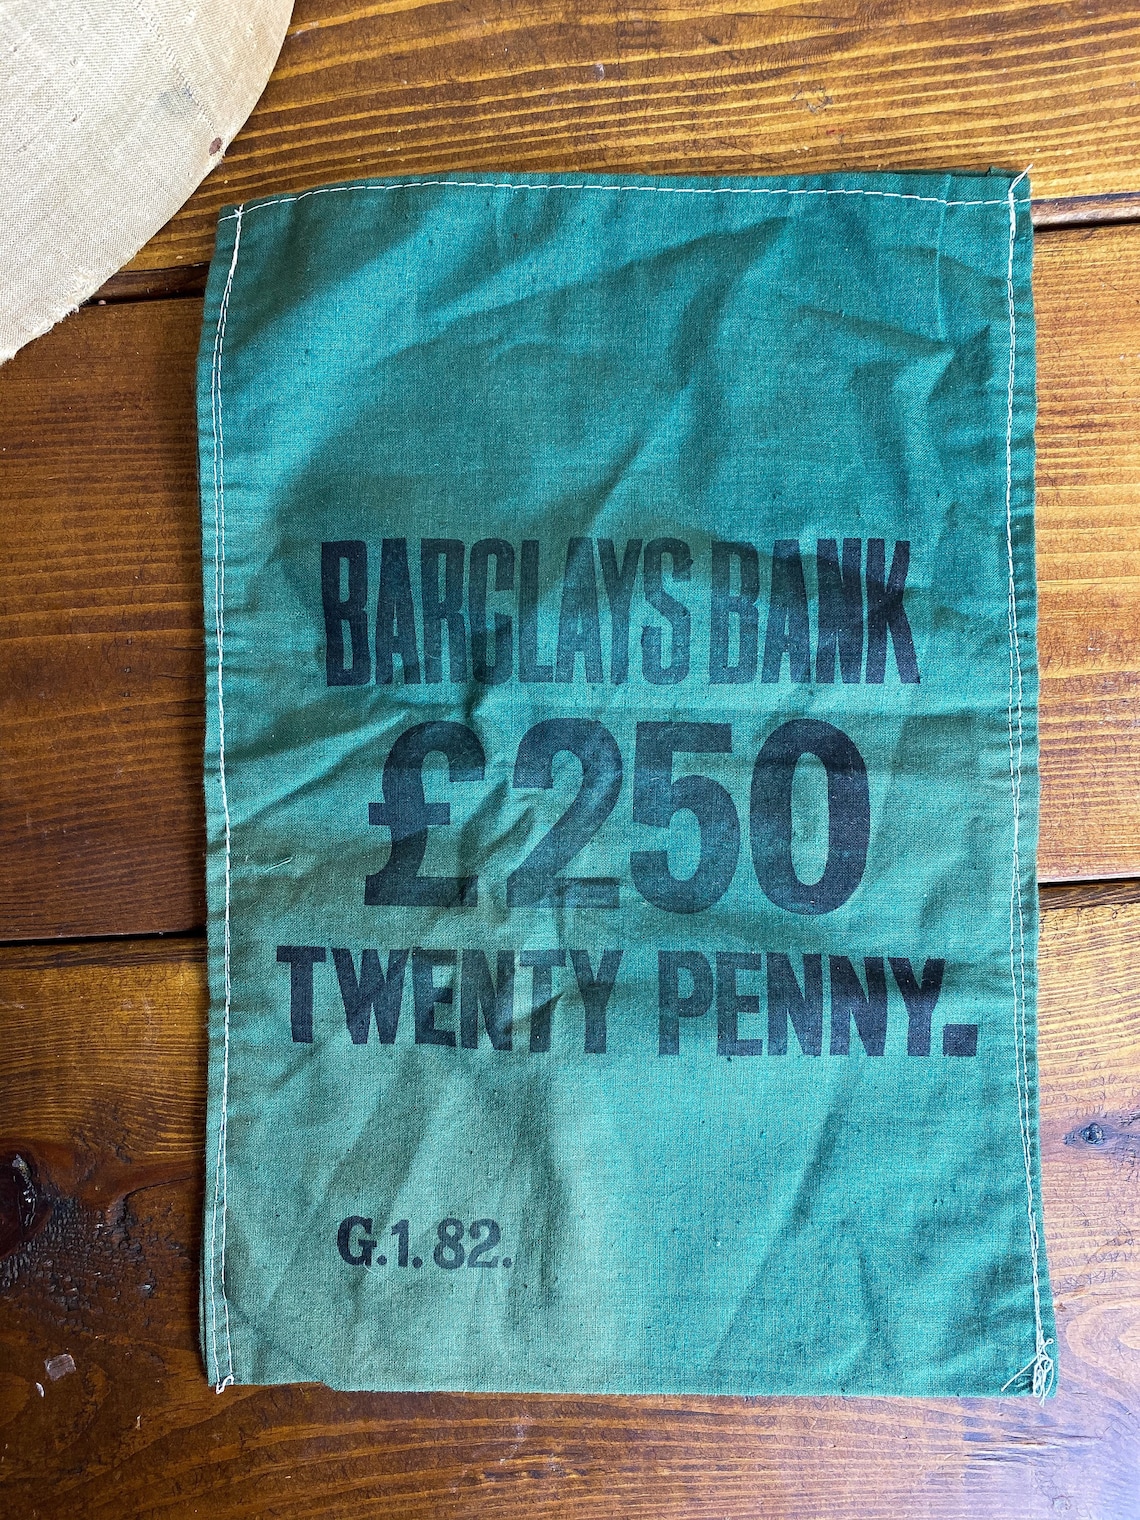 BARCLAYS BANK
£250
TWENTY PENNY.
G.1.82.